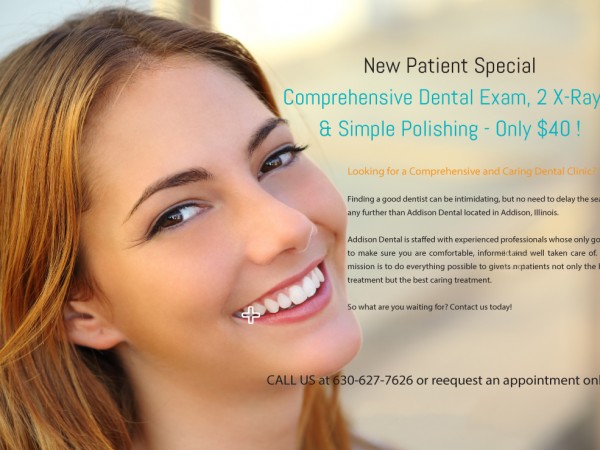 New Patient Special
Comprehensive Dental Exam, 2 X-Ray
& Simple Polishing - Only $40 !
Looking for a Comprehensive and Caring Dental Clinic?
Finding a good dentist can be intimidating, but no need to delay the sea
any further than Addison Dental located in Addison, Illinois.
Addison Dental is staffed with experienced professionals whose only go
to make sure you are comfortable, informed and well taken care of.
mission is to do everything possible to give patients not only the b
treatment but the best caring treatment.
So what are you waiting for? Contact us today!
CALL US at 630-627-7626 or reequest an appointment onl